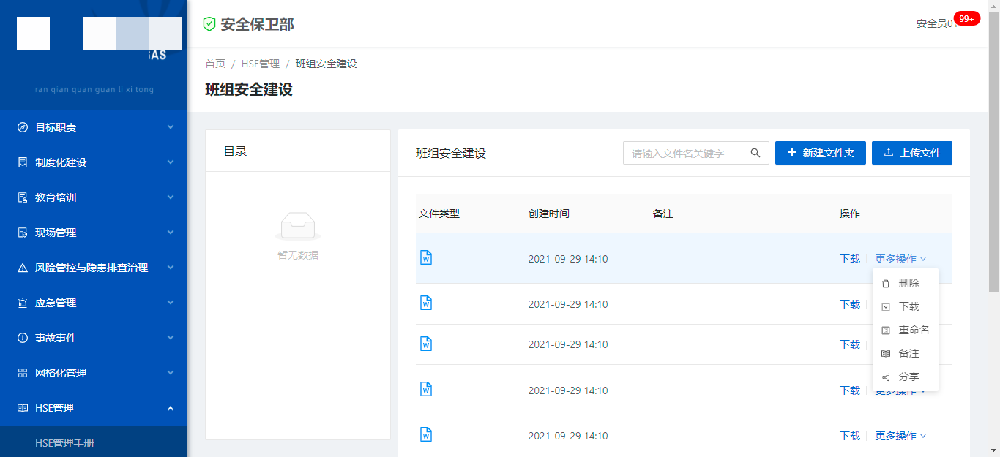 GAS
ran qian quan guan li xi tong
目标职责
制度化建设
教育培训
现场管理
风险管控与隐患排查治理
应急管理
事故事件
网格化管理
HSE管理
HSE管理手册
安全保卫部
安全员0
99+
首页 / HSE管理 / 班组安全建设
班组安全建设
目录
暂无数据
班组安全建设
请输入文件名关键字
新建文件夹
上传文件
文件类型 创建时间 备注 操作
2021-09-29 14:10 下载 更多操作
删除
下载
重命名
备注
分享
2021-09-29 14:10 下载
2021-09-29 14:10 下载
2021-09-29 14:10 下载 更多操作
2021-09-29 14:10 下载 更多操作